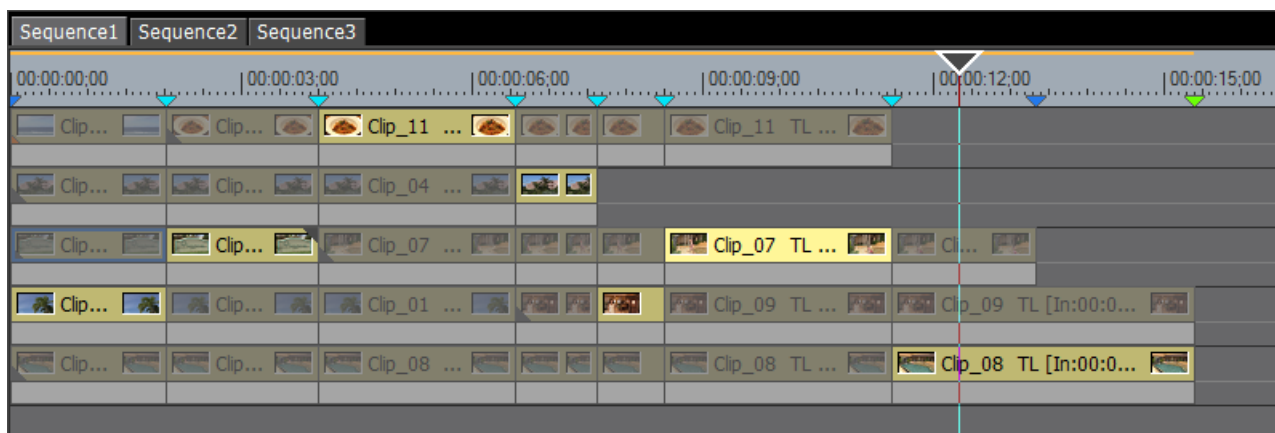 Sequence1 Sequence2 Sequence3
00:00:00;00 00:00:03;00 00:00:06;00 00:00:09;00 00:00:12;00 00:00:15;00
Clip... Clip... Clip_11 ... Clip_11 TL ...
Clip... Clip... Clip_04 ...
Clip... Clip... Clip_07 ... Clip_07 TL ... Cli...
Clip... Clip... Clip_01 ... Clip_09 TL ... Clip_09 TL [In:00:0...
Clip... Clip... Clip_08 ... Clip_08 TL ... Clip_08 TL [In:00:0...